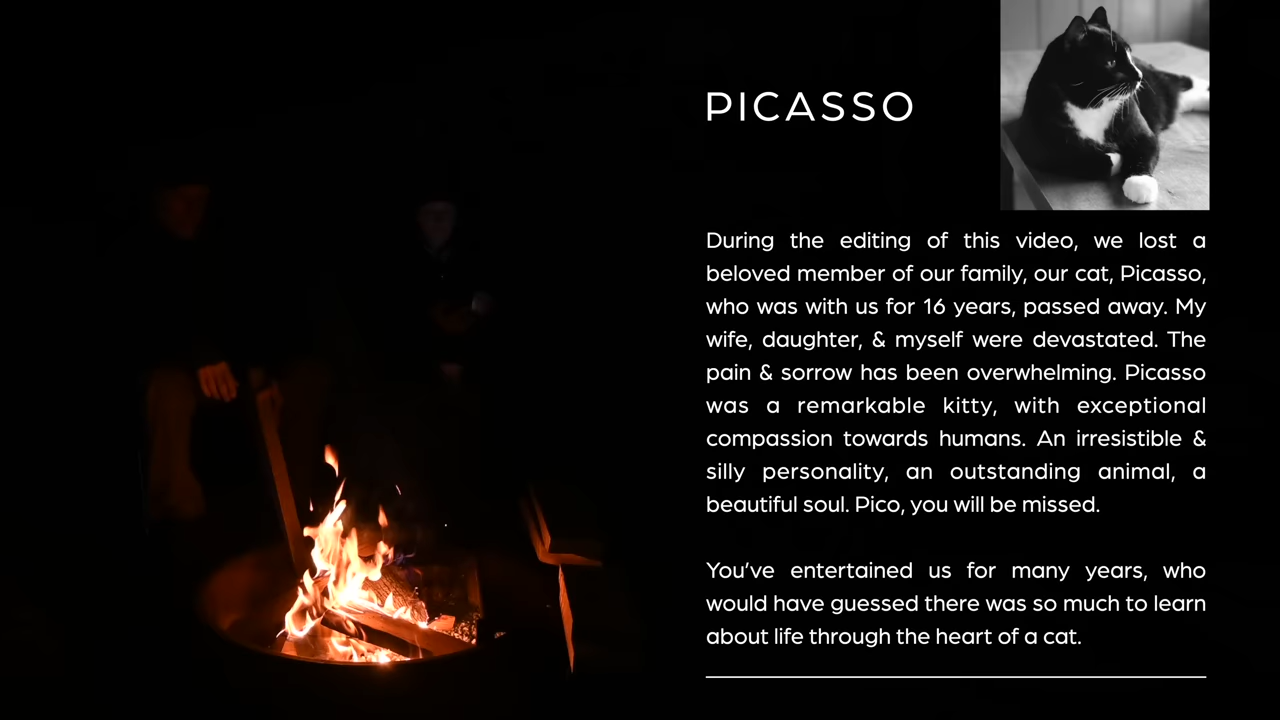 PICASSO
During the editing of this video, we lost a
beloved member of our family, our cat, Picasso,
who was with us for 16 years, passed away. My
wife, daughter, & myself were devastated. The
pain & sorrow has been overwhelming. Picasso
was a remarkable kitty, with exceptional
compassion towards humans. An irresistible &
silly personality, an outstanding animal, a
beautiful soul. Pico, you will be missed.
You’ve entertained us for many years, who
would have guessed there was so much to learn
about life through the heart of a cat.